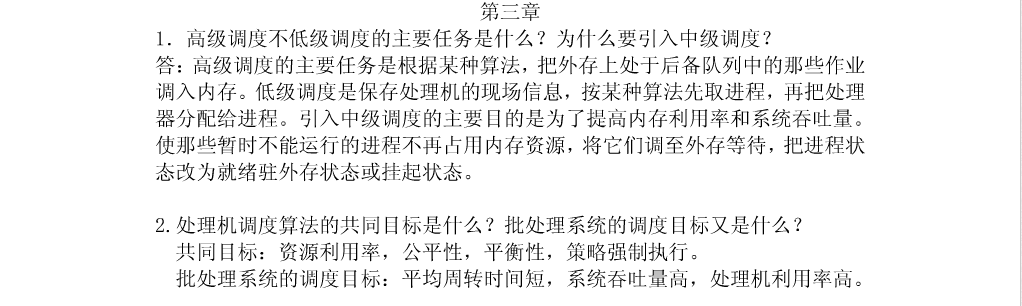 第三章
1．高级调度不低级调度的主要任务是什么？为什么要引入中级调度？
答：高级调度的主要任务是根据某种算法，把外存上处于后备队列中的那些作业
调入内存。低级调度是保存处理机的现场信息，按某种算法先取进程，再把处理
器分配给进程。引入中级调度的主要目的是为了提高内存利用率和系统吞吐量。
使那些暂时不能运行的进程不再占用内存资源，将它们调至外存等待，把进程状
态改为就绪驻外存状态或挂起状态。
2.处理机调度算法的共同目标是什么？批处理系统的调度目标又是什么？
共同目标：资源利用率，公平性，平衡性，策略强制执行。
批处理系统的调度目标：平均周转时间短，系统吞吐量高，处理机利用率高。